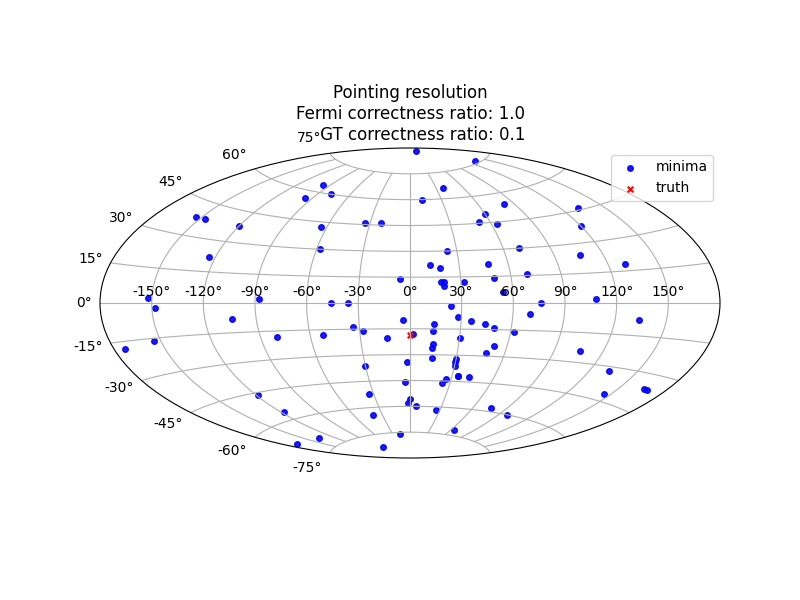 Pointing resolution
Fermi correctness ratio: 1.0
GT correctness ratio: 0.1
75°
60°
45°
30°
15°
0°
-15°
-30°
-45°
-60°
-75°
-150° -120° -90° -60° -30° 0° 30° 60° 90° 120° 150°
minima
truth